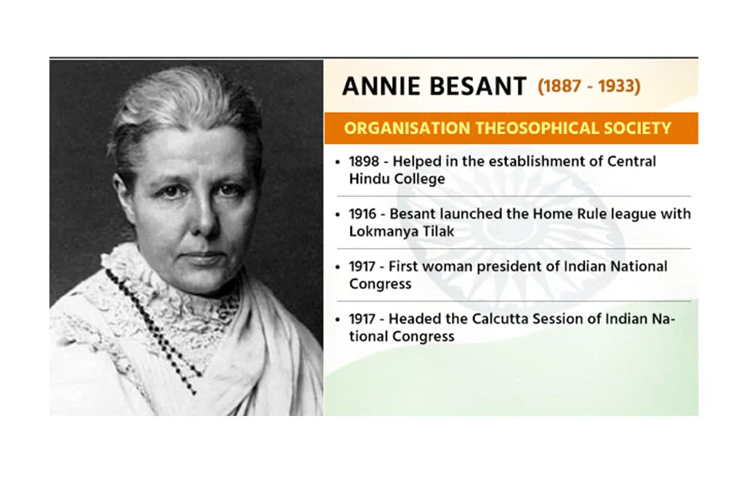 ANNIE BESANT (1887 - 1933)
ORGANISATION THEOSOPHICAL SOCIETY
• 1898 - Helped in the establishment of Central
Hindu College
• 1916 - Besant launched the Home Rule league with
Lokmanya Tilak
• 1917 - First woman president of Indian National
Congress
• 1917 - Headed the Calcutta Session of Indian Na-
tional Congress